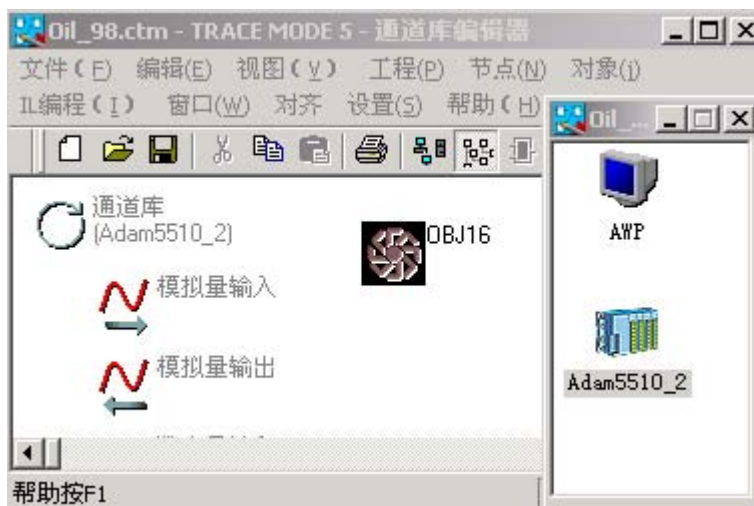 Oil_98.ctm - TRACE MODE 5 - 通道库编辑器
文件(F) 编辑(E) 视图(V) 工程(P) 节点(N) 对象(j)
IL编程(I) 窗口(W) 对齐 设置(S) 帮助(H)
Oil_...
通道库
(Adam5510_2)
OBJ16
模拟量输入
模拟量输出
AWP
Adam5510_2
帮助按F1